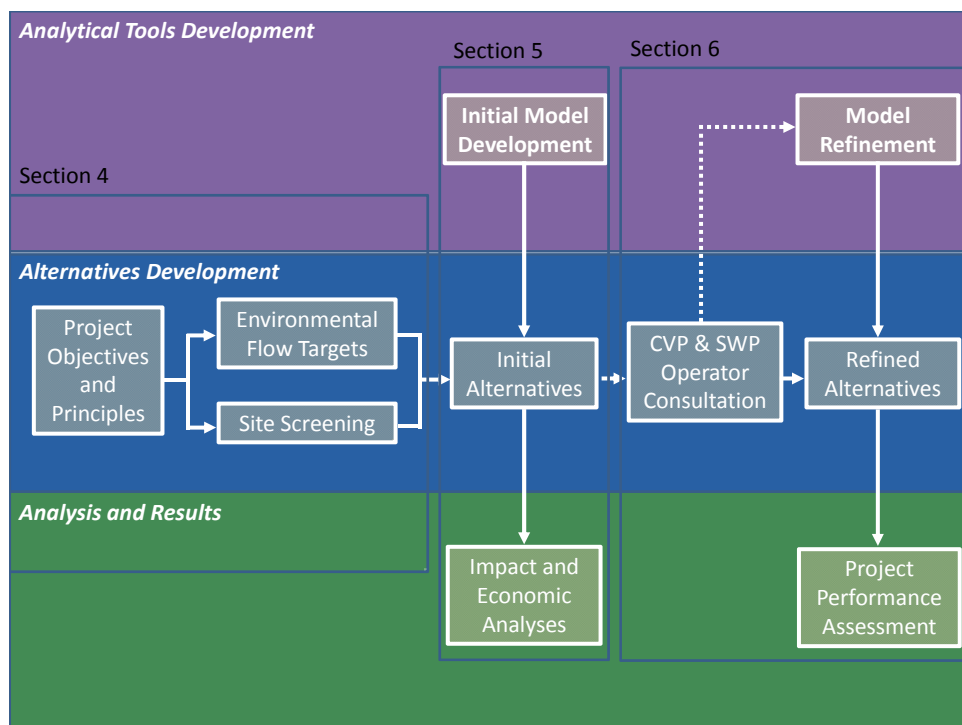 Analytical Tools Development
Section 5
Section 6
Initial Model
Development
Model
Refinement
Section 4
Alternatives Development
Project
Objectives
and
Principles
Environmental
Flow Targets
Site Screening
Initial
Alternatives
CVP & SWP
Operator
Consultation
Refined
Alternatives
Analysis and Results
Impact and
Economic
Analyses
Project
Performance
Assessment